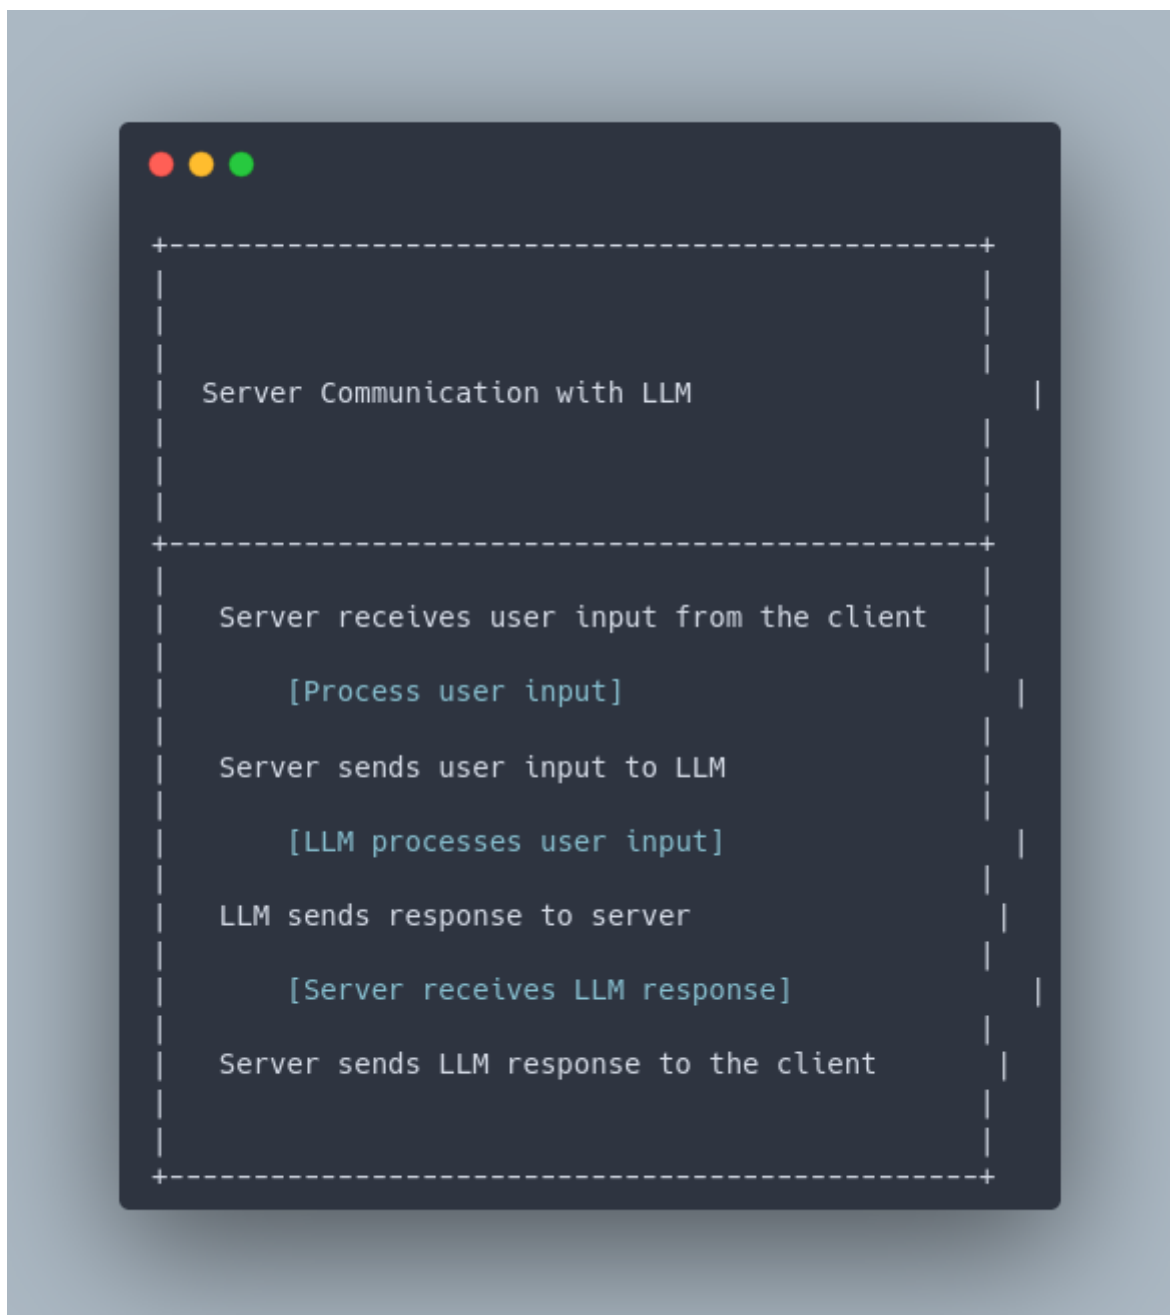 Server Communication with LLM
Server receives user input from the client
[Process user input]
Server sends user input to LLM
[LLM processes user input]
LLM sends response to server
[Server receives LLM response]
Server sends LLM response to the client